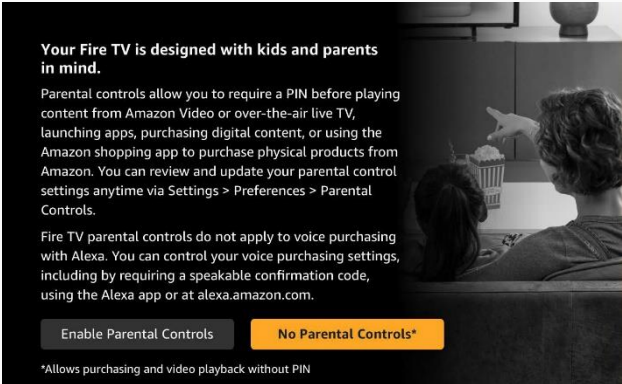 Your Fire TV is designed with kids and parents
in mind.
Parental controls allow you to require a PIN before playing
content from Amazon Video or over-the-air live TV,
launching apps, purchasing digital content, or using the
Amazon shopping app to purchase physical products from
Amazon. You can review and update your parental control
settings anytime via Settings > Preferences > Parental
Controls.
Fire TV parental controls do not apply to voice purchasing
with Alexa. You can control your voice purchasing settings,
including by requiring a speakable confirmation code,
using the Alexa app or at alexa.amazon.com.
Enable Parental Controls
No Parental Controls*
*Allows purchasing and video playback without PIN